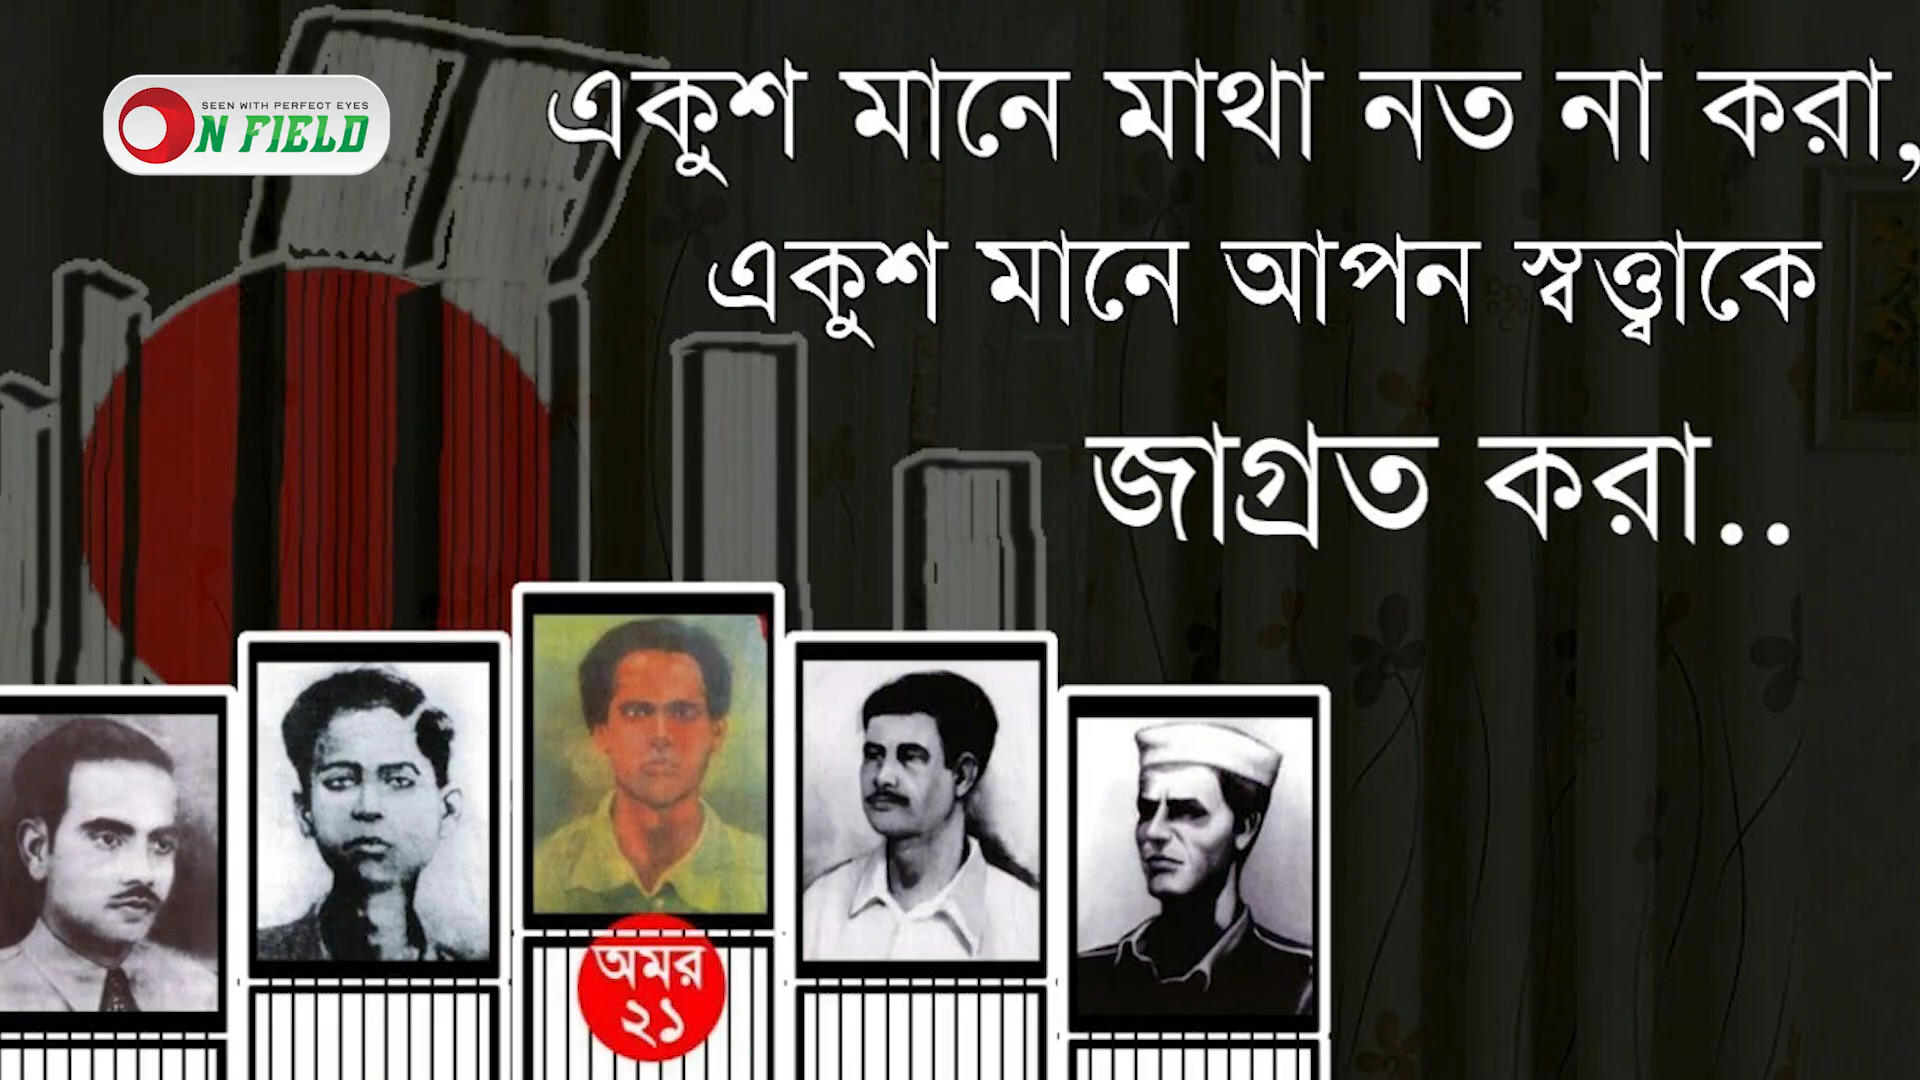 SEEN WITH PERFECT EYES
ON FIELD
একুশ মানে মাথা নত না করা,
একুশ মানে আপন স্বত্ত্বাকে
জাগ্রত করা..
অমর
২১